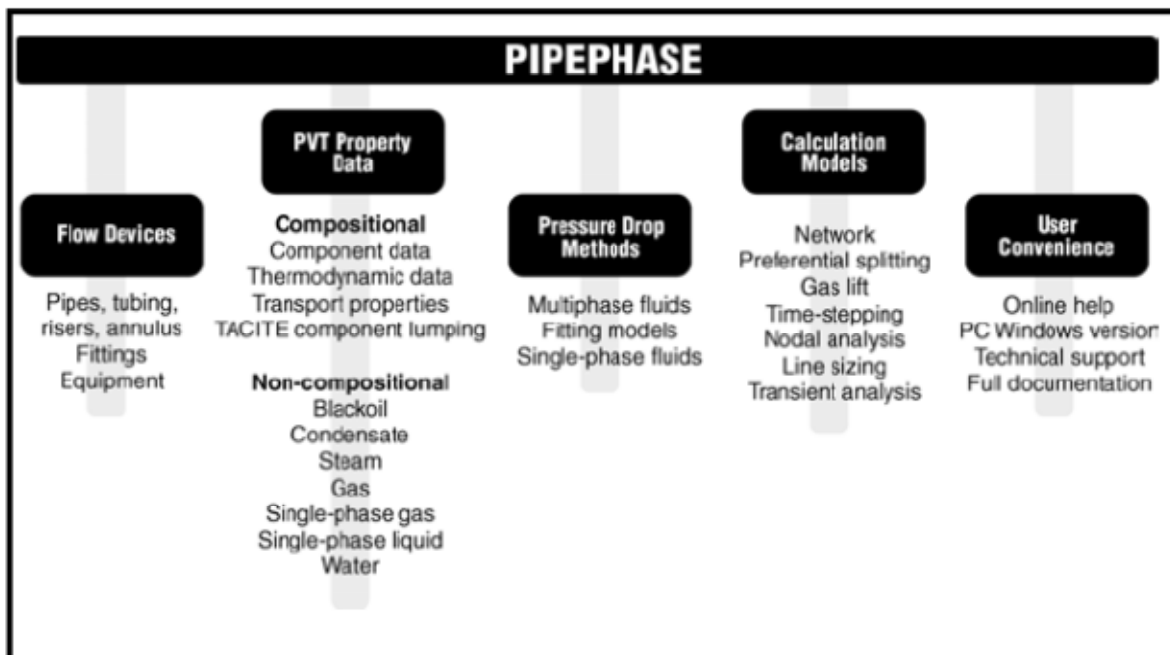 PIPEPHASE
Flow Devices
Pipes, tubing,
risers, annulus
Fittings
Equipment
PVT Property
Data
Compositional
Component data
Thermodynamic data
Transport properties
TACITE component lumping
Non-compositional
Blackoil
Condensate
Steam
Gas
Single-phase gas
Single-phase liquid
Water
Pressure Drop
Methods
Multiphase fluids
Fitting models
Single-phase fluids
Calculation
Models
Network
Preferential splitting
Gas lift
Time-stepping
Nodal analysis
Line sizing
Transient analysis
User
Convenience
Online help
PC Windows version
Technical support
Full documentation